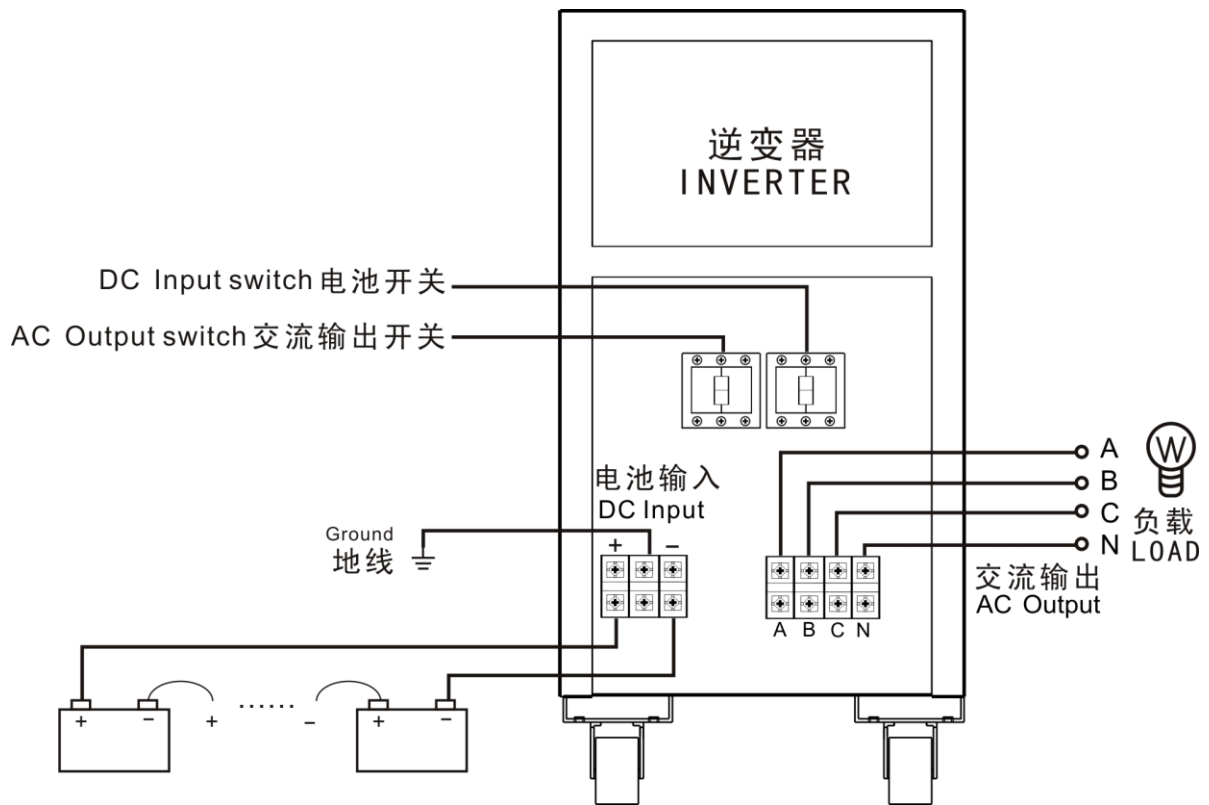 逆变器
INVERTER
DC Input switch 电池开关
AC Output switch 交流输出开关
电池输入
DC Input
Ground
地线
+ −
A
B
C
N
负载
LOAD
交流输出
AC Output
A B C N
+ − + ...... − + −